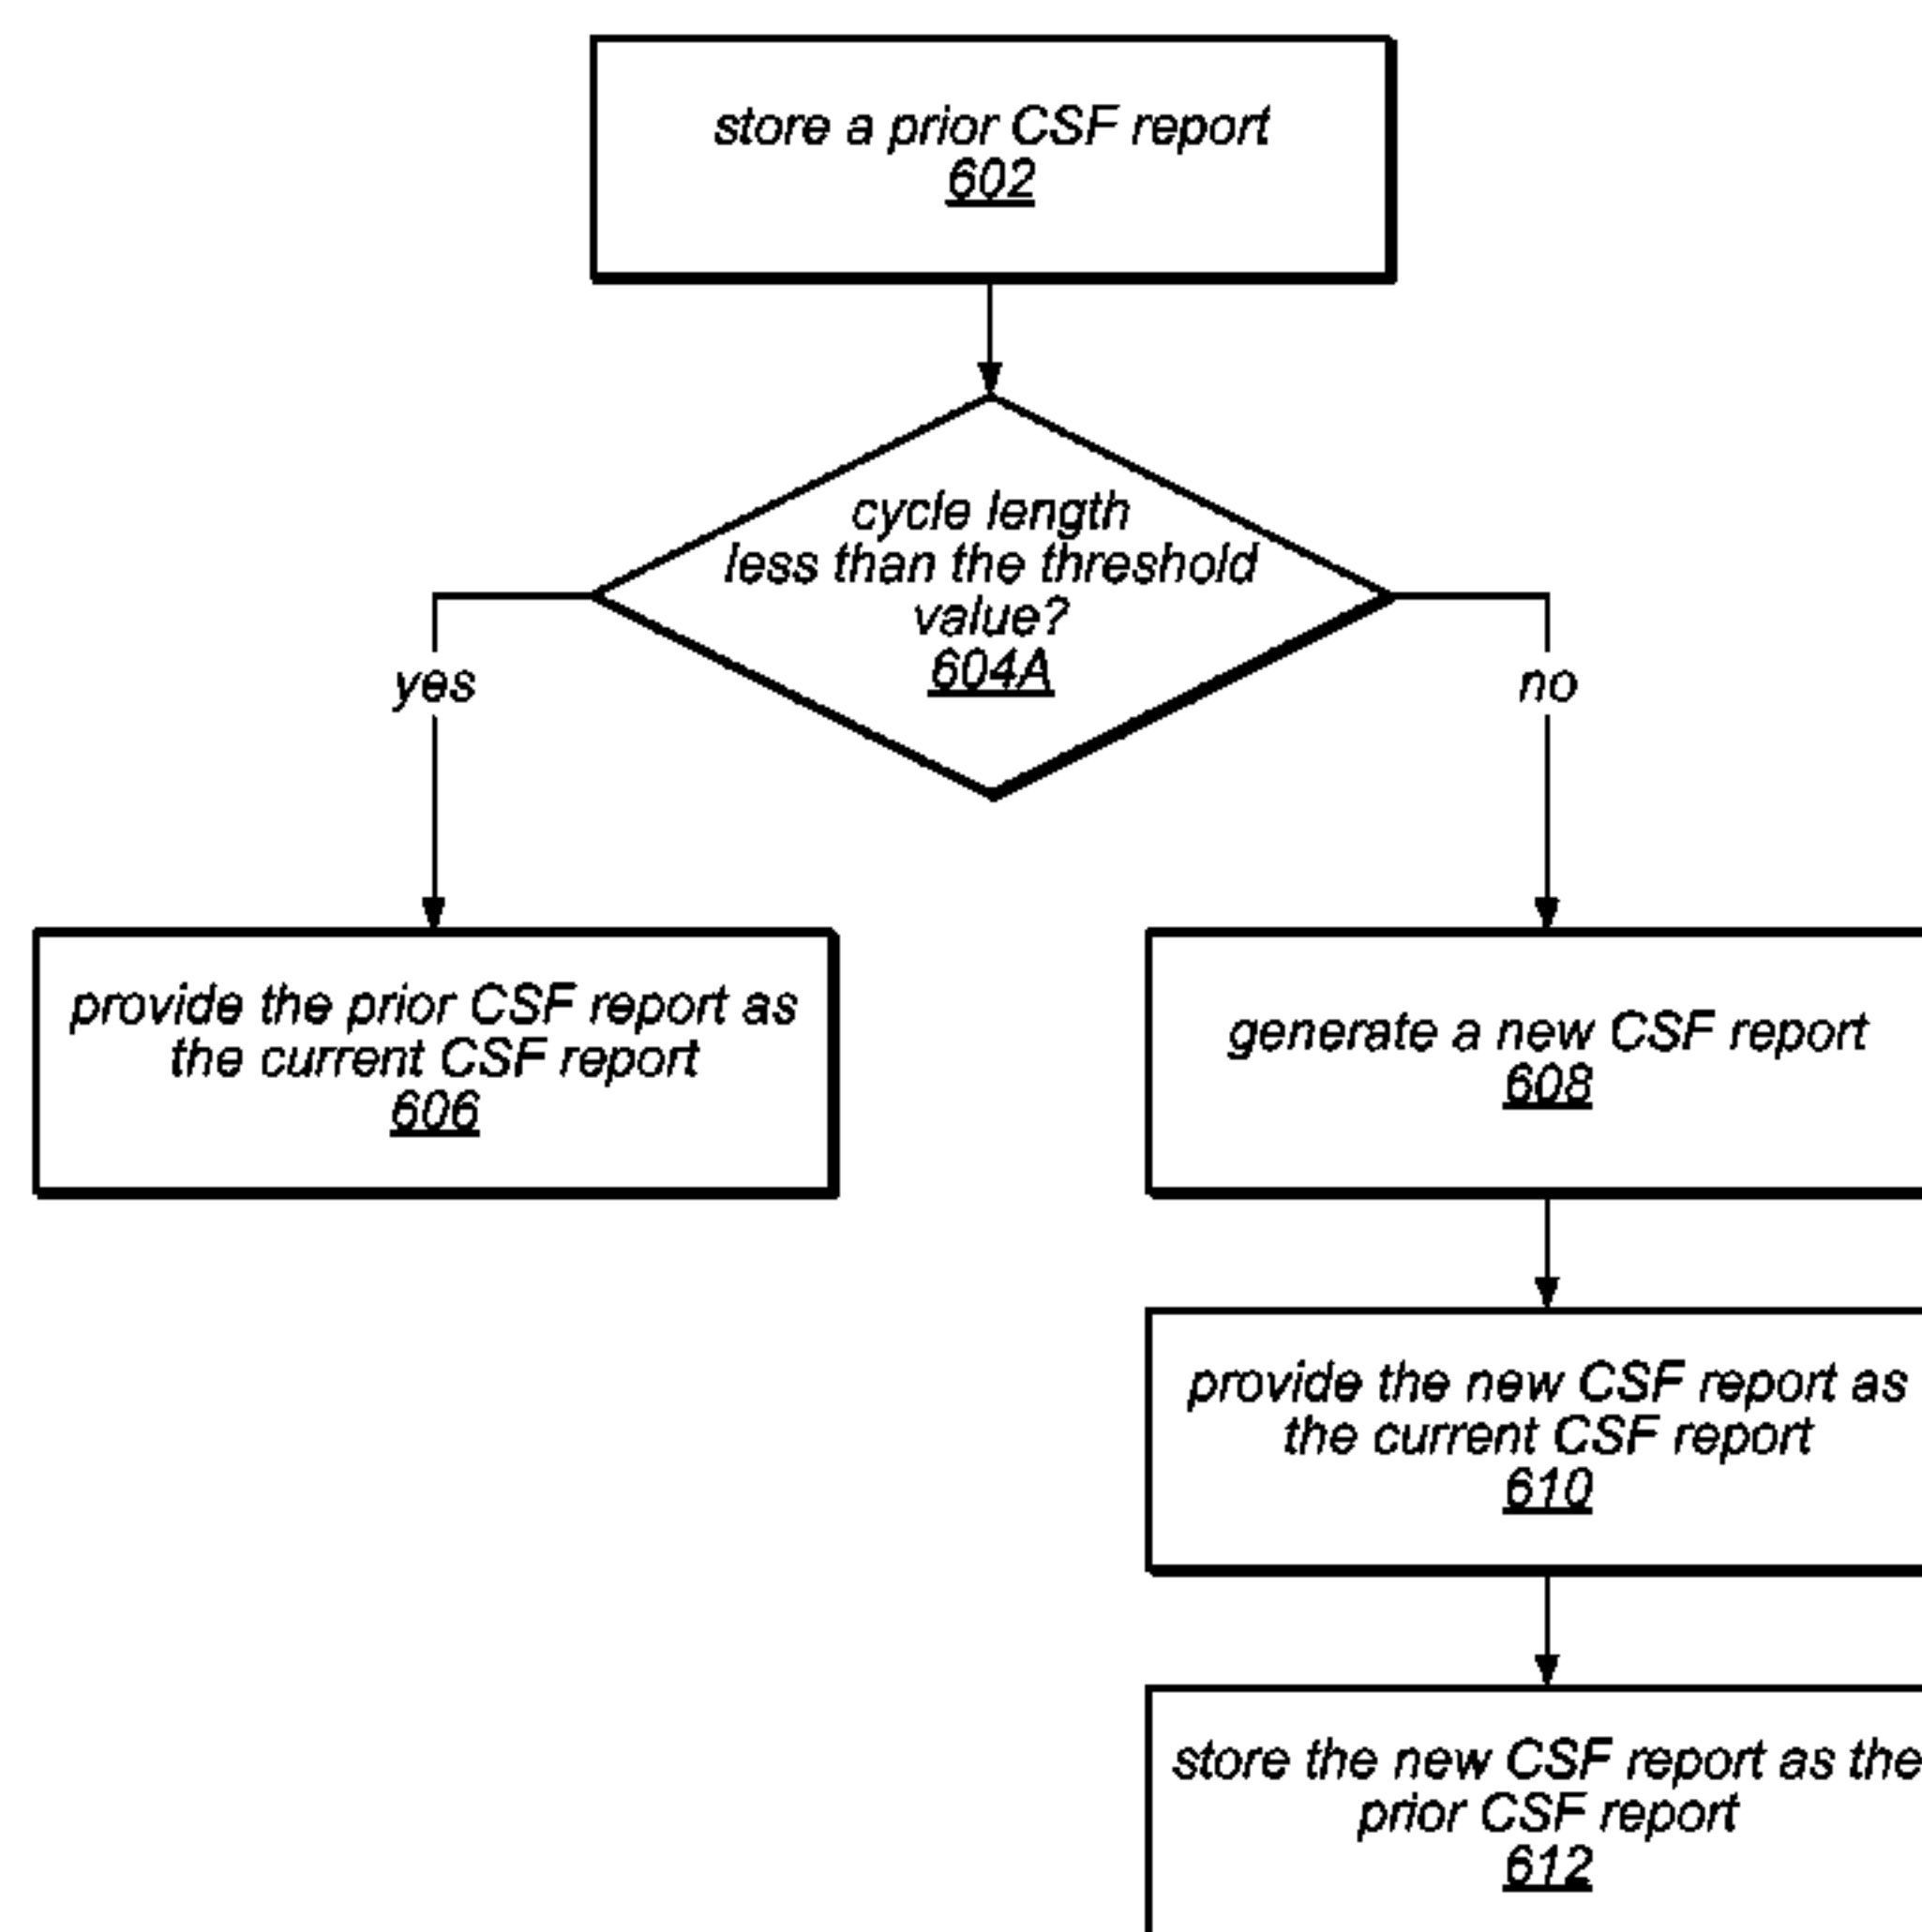 store a prior CSF report
602
cycle length
less than the threshold
value?
604A
yes
no
provide the prior CSF report as
the current CSF report
606
generate a new CSF report
608
provide the new CSF report as
the current CSF report
610
store the new CSF report as the
prior CSF report
612